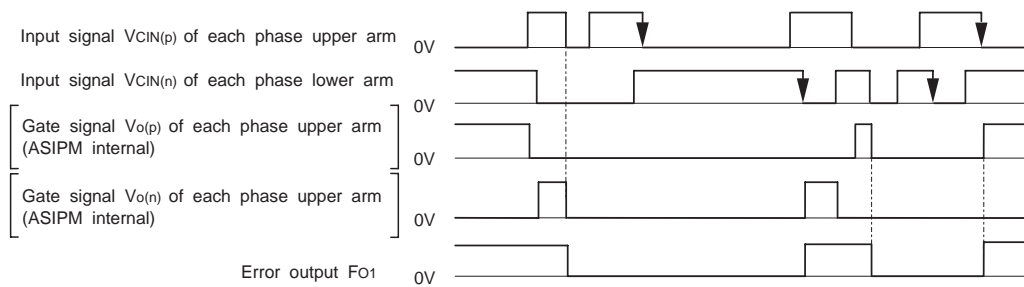 Input signal VCIN(p) of each phase upper arm 0V
Input signal VCIN(n) of each phase lower arm 0V
Gate signal Vo(p) of each phase upper arm
(ASIPM internal) 0V
Gate signal Vo(n) of each phase upper arm
(ASIPM internal) 0V
Error output FO1 0V